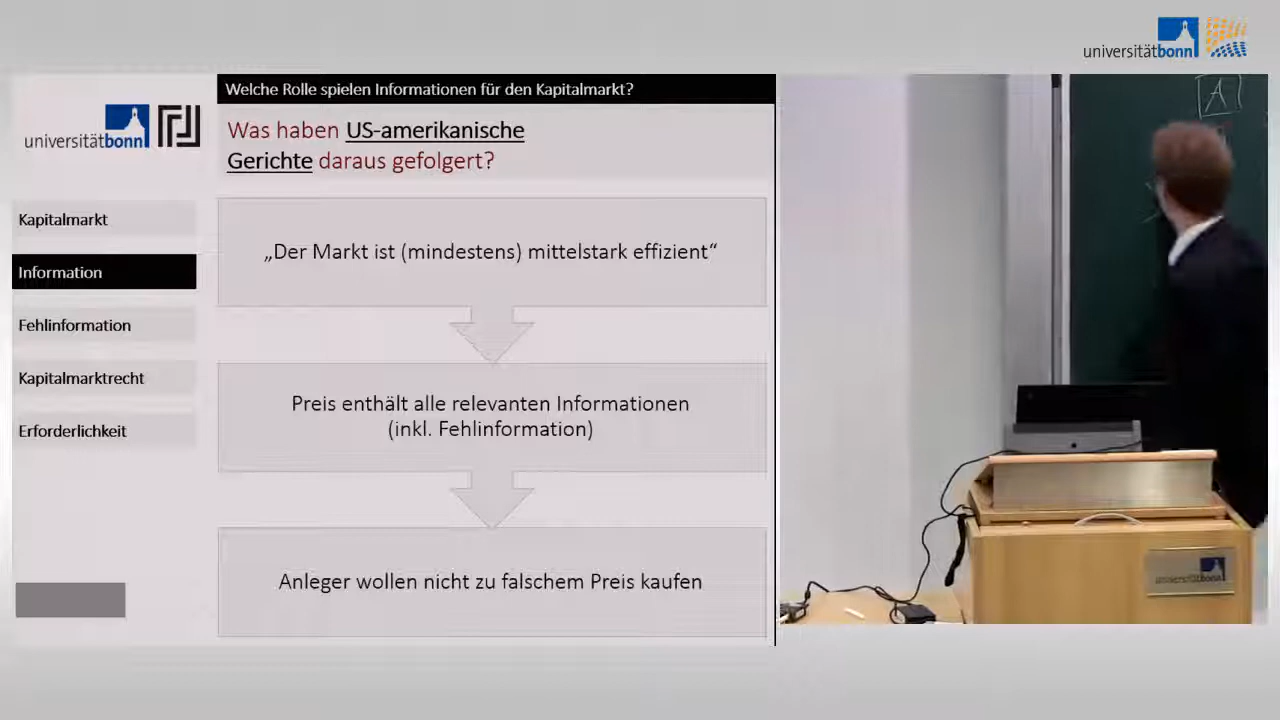 universitätbonn
Welche Rolle spielen Informationen für den Kapitalmarkt?
universitätbonn
Was haben US-amerikanische
Gerichte daraus gefolgert?
Kapitalmarkt
Information
Fehlinformation
Kapitalmarktrecht
Erforderlichkeit
„Der Markt ist (mindestens) mittelstark effizient“
Preis enthält alle relevanten Informationen
(inkl. Fehlinformation)
Anleger wollen nicht zu falschem Preis kaufen
A
universitätbonn